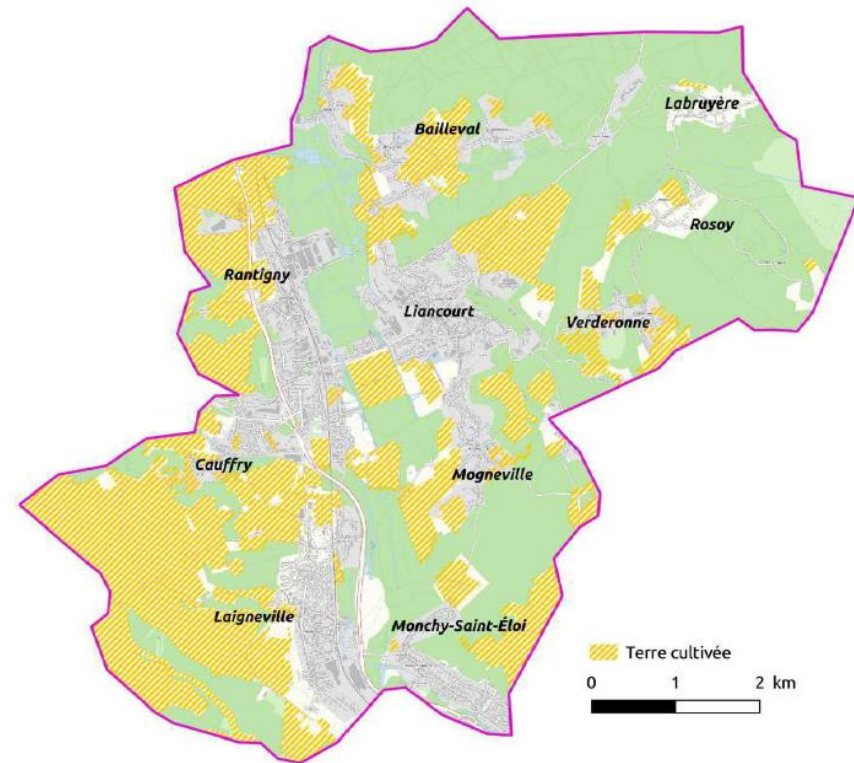 Labruyère
Bailleval
Rosoy
Rantigny
Liancourt
Verderonne
Cauffry
Mogneville
Laigneville
Monchy-Saint-Éloi
Terre cultivée
0 1 2 km